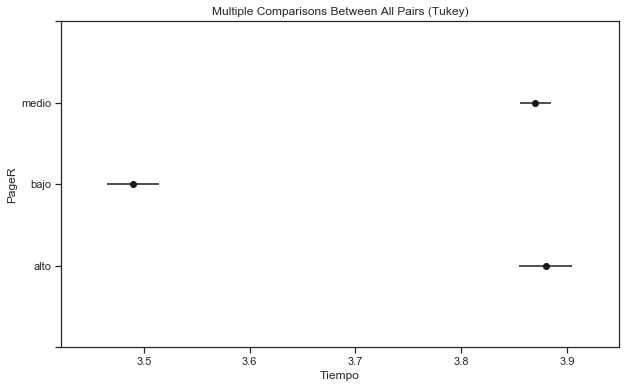 Multiple Comparisons Between All Pairs (Tukey)
medio
bajo
alto
PageR
3.5 3.6 3.7 3.8 3.9
Tiempo